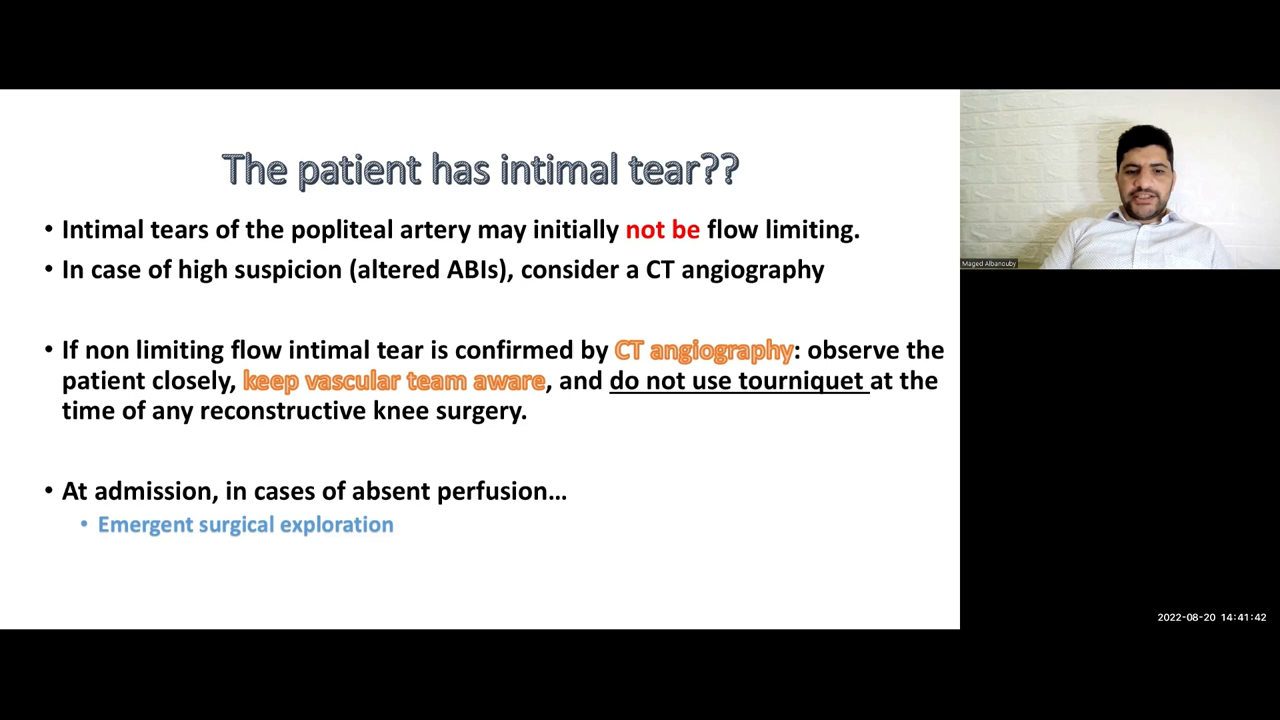 The patient has intimal tear??
• Intimal tears of the popliteal artery may initially not be flow limiting.
• In case of high suspicion (altered ABIs), consider a CT angiography
• If non limiting flow intimal tear is confirmed by CT angiography: observe the
patient closely, keep vascular team aware, and do not use tourniquet at the
time of any reconstructive knee surgery.
• At admission, in cases of absent perfusion...
• Emergent surgical exploration
Maged Albanouby
2022-08-20 14:41:42